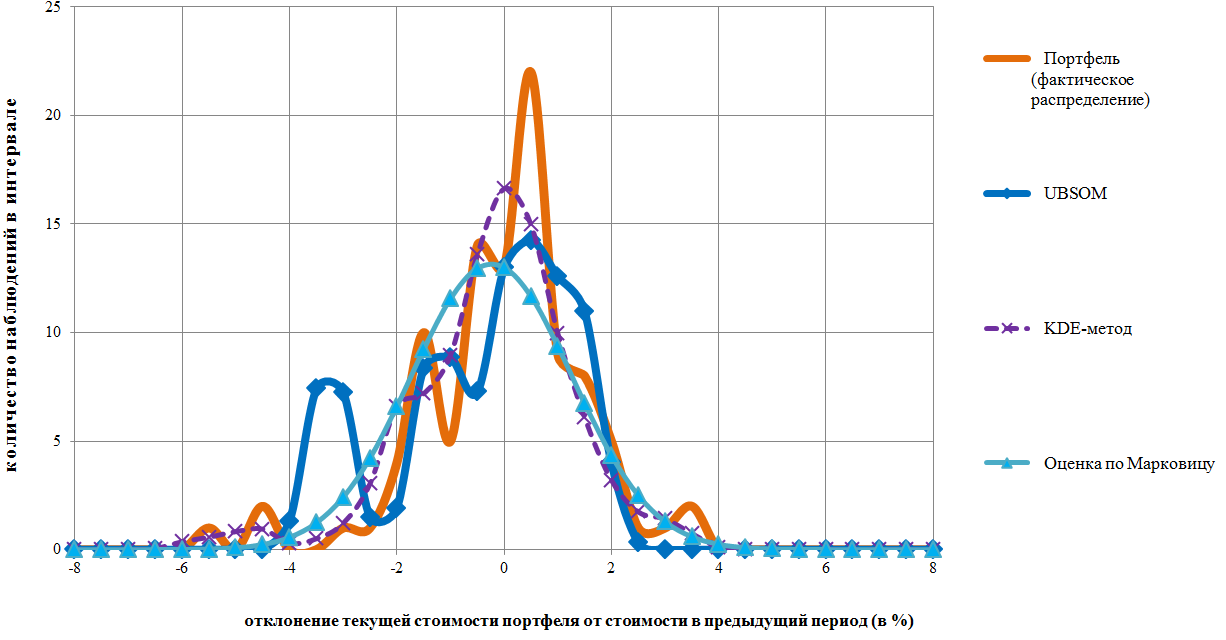 25
20
15
10
5
0
-8 -6 -4 -2 0 2 4 6 8
количество наблюдений в интервале
отклонение текущей стоимости портфеля от стоимости в предыдущий период (в %)
Портфель
(фактическое
распределение)
UBSOM
KDE-метод
Оценка по Марковицу